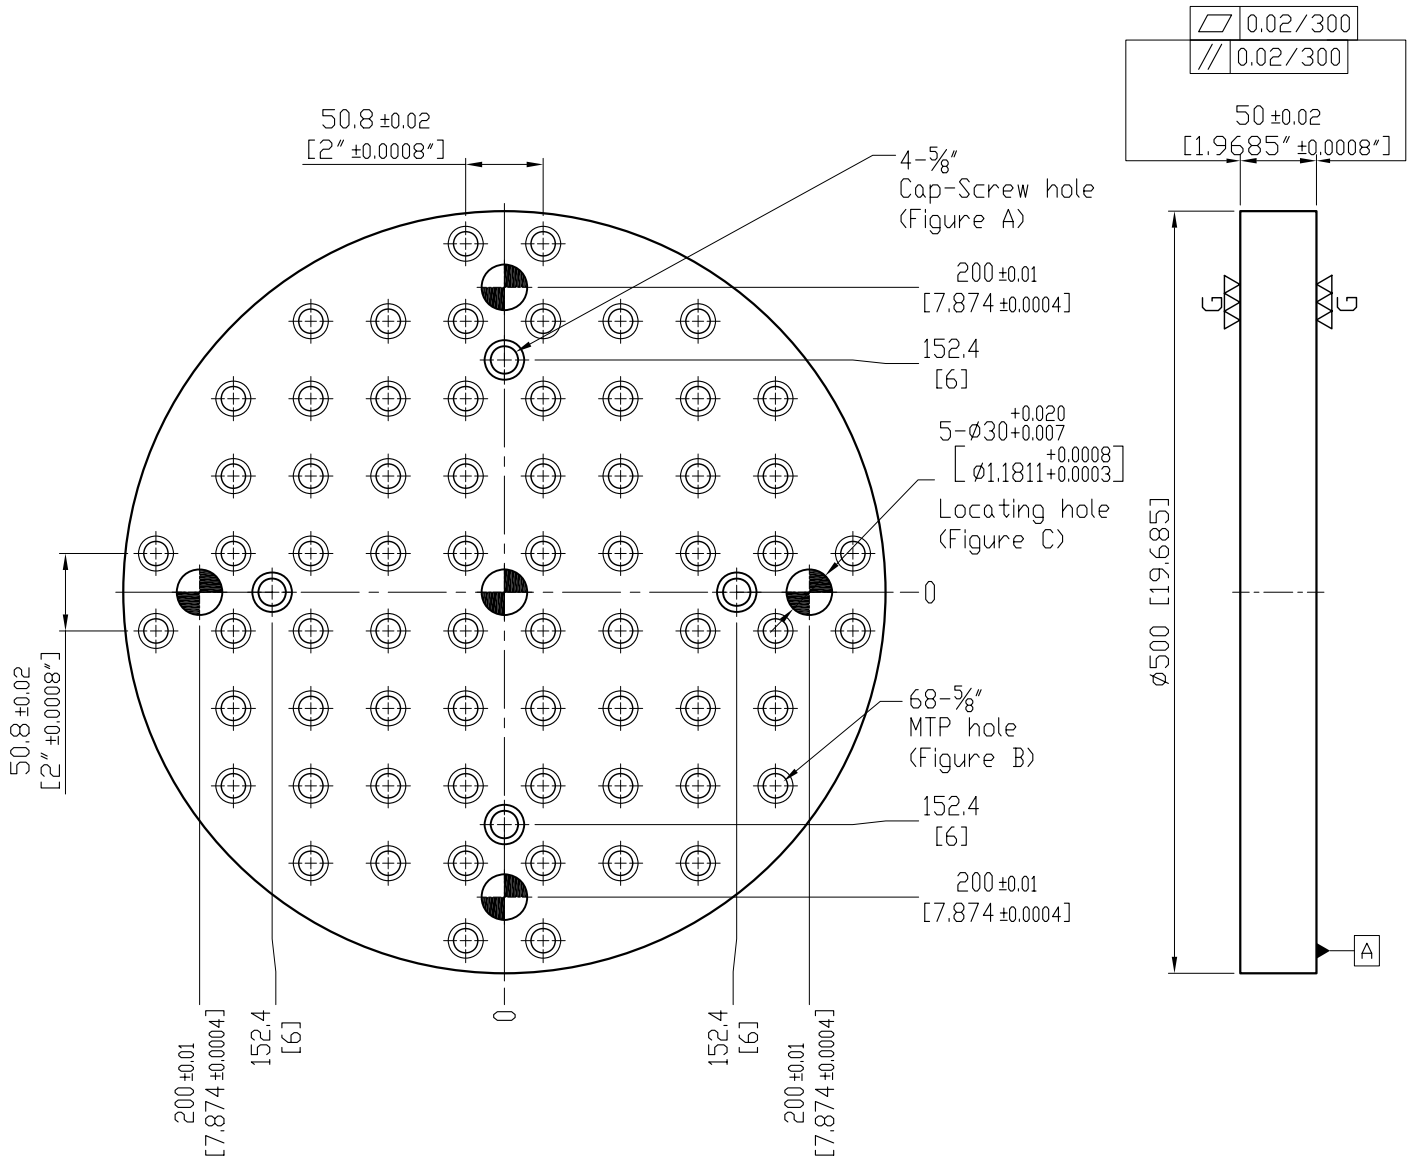 0.02/300
0.02/300
50 ±0.02
[1.9685" ±0.0008"]
50.8 ±0.02
[2" ±0.0008"]
4-⅝"
Cap-Screw hole
(Figure A)
200 ±0.01
[7.874 ±0.0004]
152.4
[6]
+0.020
5-Ø30+0.007
+0.0008
[Ø1.1811+0.0003]
Locating hole
(Figure C)
G
G
Ø500 [19.685]
0
50.8 ±0.02
[2" ±0.0008"]
68-⅝"
MTP hole
(Figure B)
152.4
[6]
200 ±0.01
[7.874 ±0.0004]
A
200 ±0.01
[7.874 ±0.0004]
152.4
[6]
0
152.4
[6]
200 ±0.01
[7.874 ±0.0004]